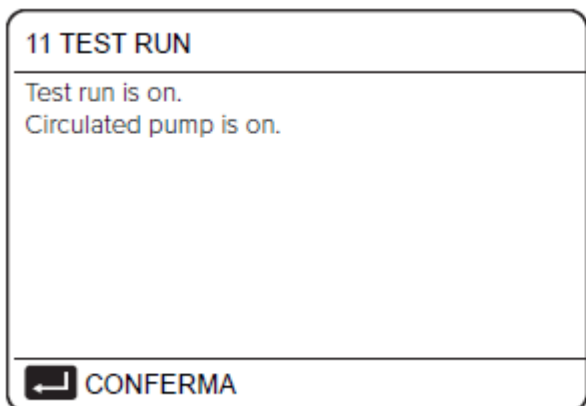 11 TEST RUN
Test run is on.
Circulated pump is on.
CONFERMA